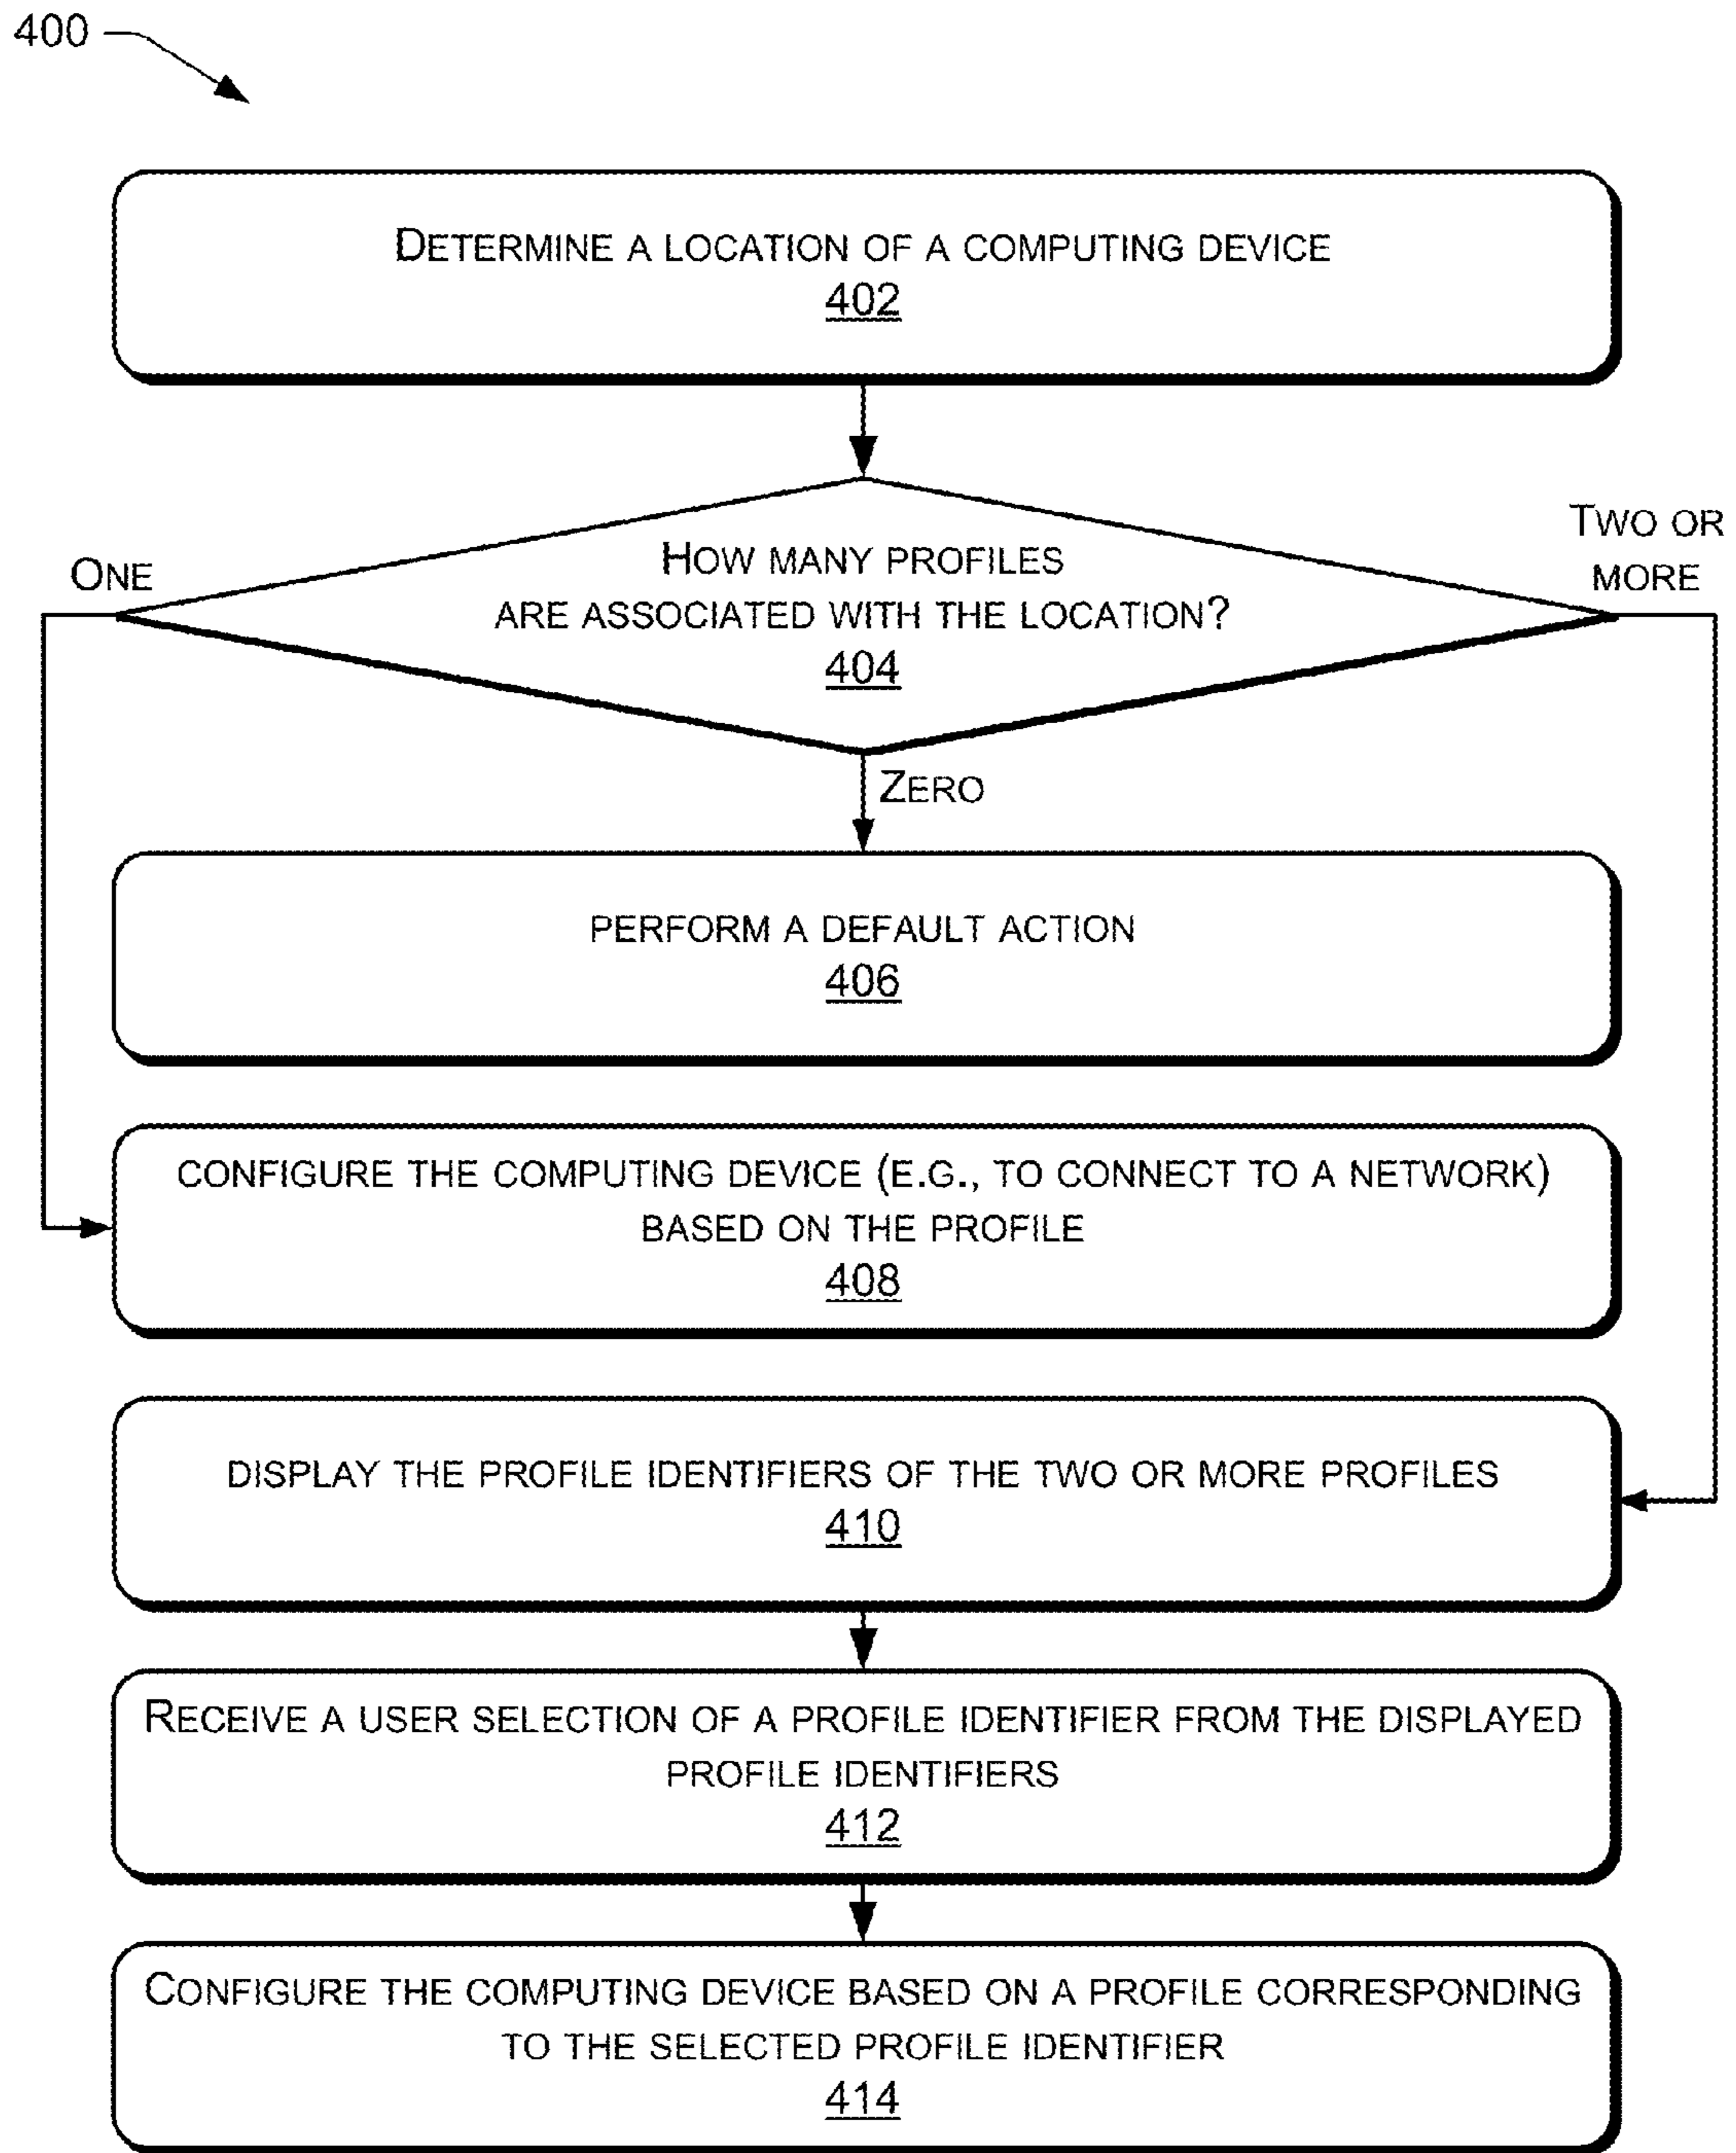 400
DETERMINE A LOCATION OF A COMPUTING DEVICE
402
ONE
HOW MANY PROFILES
ARE ASSOCIATED WITH THE LOCATION?
404
TWO OR
MORE
ZERO
PERFORM A DEFAULT ACTION
406
CONFIGURE THE COMPUTING DEVICE (E.G., TO CONNECT TO A NETWORK)
BASED ON THE PROFILE
408
DISPLAY THE PROFILE IDENTIFIERS OF THE TWO OR MORE PROFILES
410
RECEIVE A USER SELECTION OF A PROFILE IDENTIFIER FROM THE DISPLAYED
PROFILE IDENTIFIERS
412
CONFIGURE THE COMPUTING DEVICE BASED ON A PROFILE CORRESPONDING
TO THE SELECTED PROFILE IDENTIFIER
414